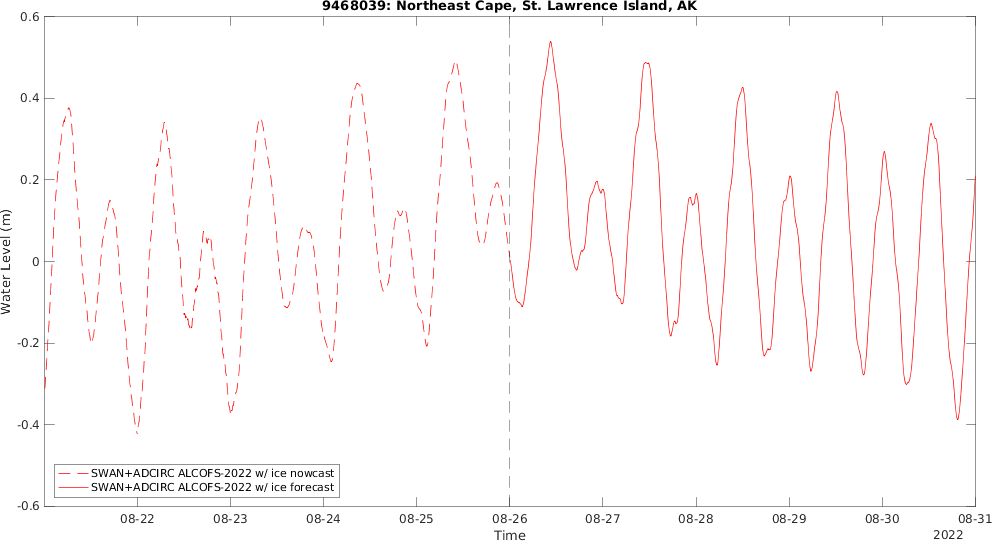 9468039: Northeast Cape, St. Lawrence Island, AK
0.6
0.4
0.2
0
-0.2
-0.4
-0.6
Water Level (m)
SWAN+ADCIRC ALCOFS-2022 w/ ice nowcast
SWAN+ADCIRC ALCOFS-2022 w/ ice forecast
08-22 08-23 08-24 08-25 08-26 08-27 08-28 08-29 08-30 08-31
Time
2022